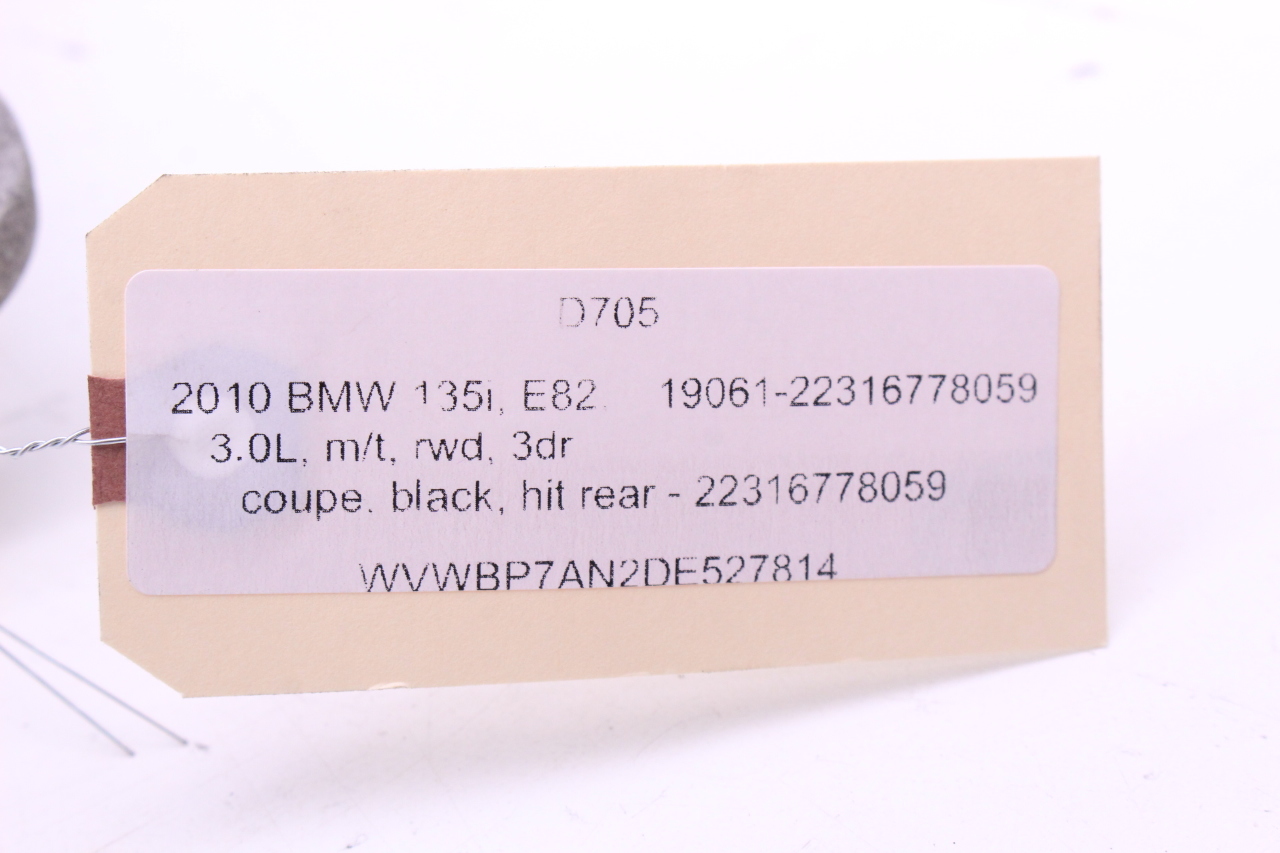 D705
2010 BMW 135i, E82. 19061-22316778059
3.0L, m/t, rwd, 3dr
coupe. black, hit rear - 22316778059
WVWBP7AN2DE527814